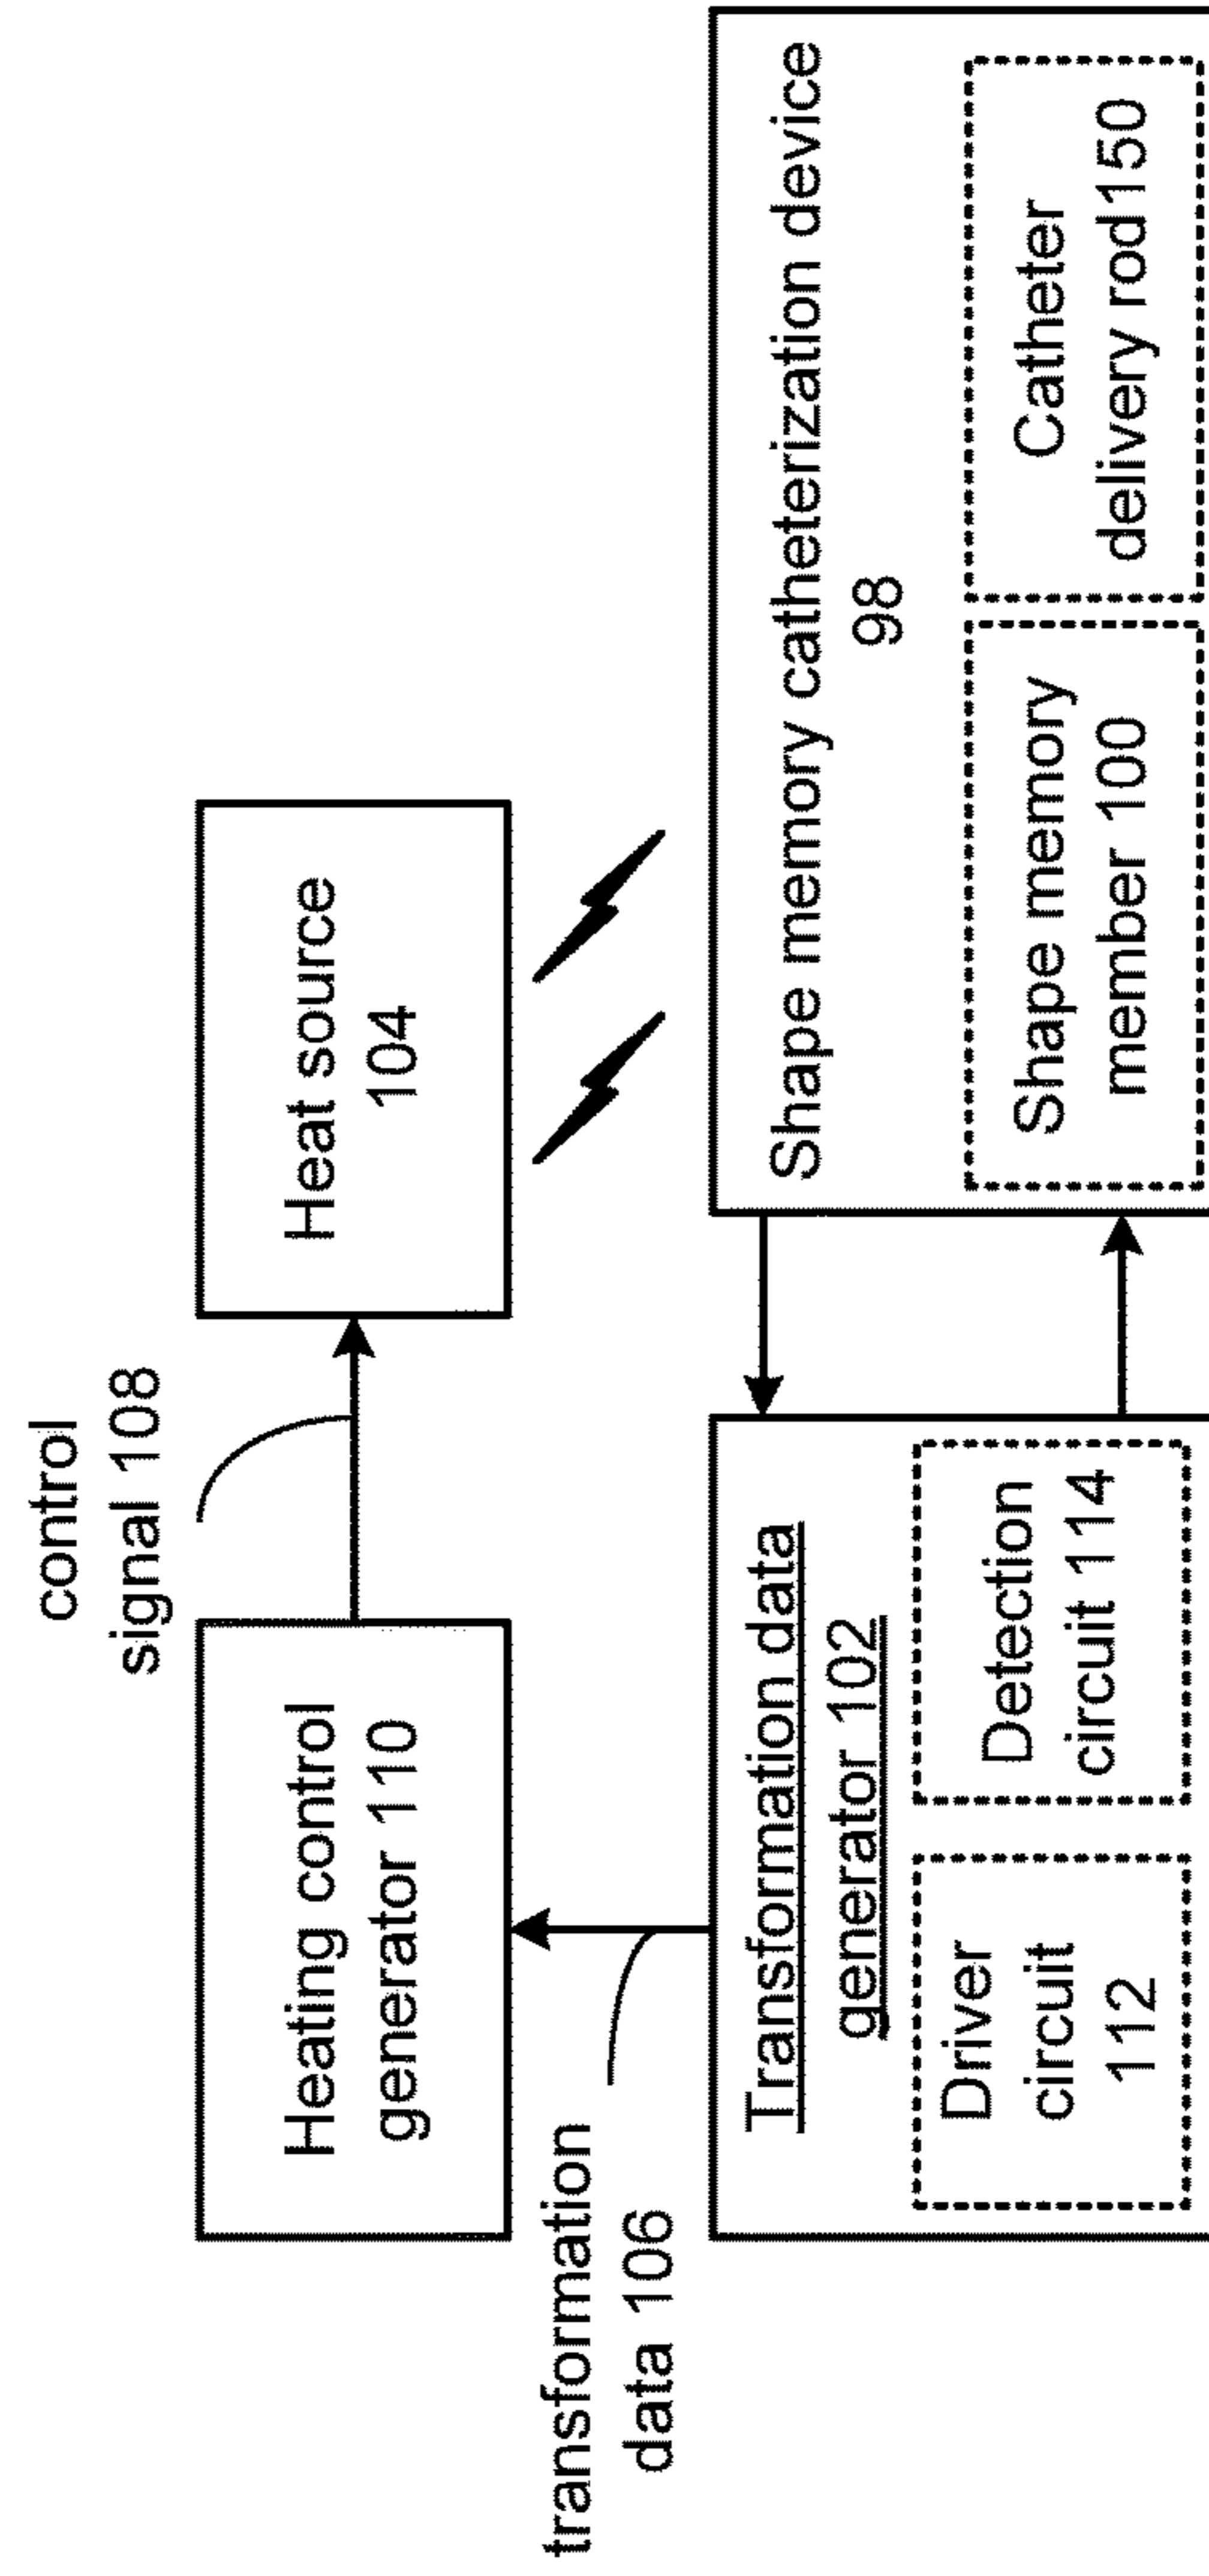 control
signal 108
Heating control
generator 110
Heat source
104
transformation
data 106
Transformation data
generator 102
Driver
circuit
112
Detection
circuit 114
Shape memory catheterization device
98
Shape memory
member 100
Catheter
delivery rod150